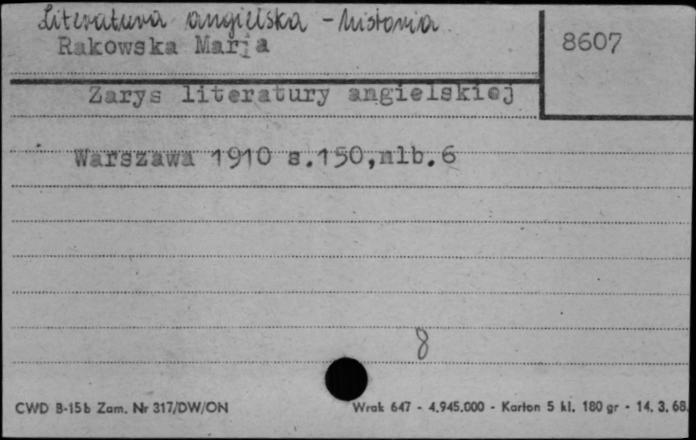 Literatura angielska - historia
Rakowska Marja
8607
Zarys literatury angielskiej
Warszawa 1910 s.150,nlb.6
8
CWD B-15b Zam. Nr 317/DW/ON
Wrak 647 - 4.945.000 - Karton 5 kl. 180 gr - 14. 3. 68.